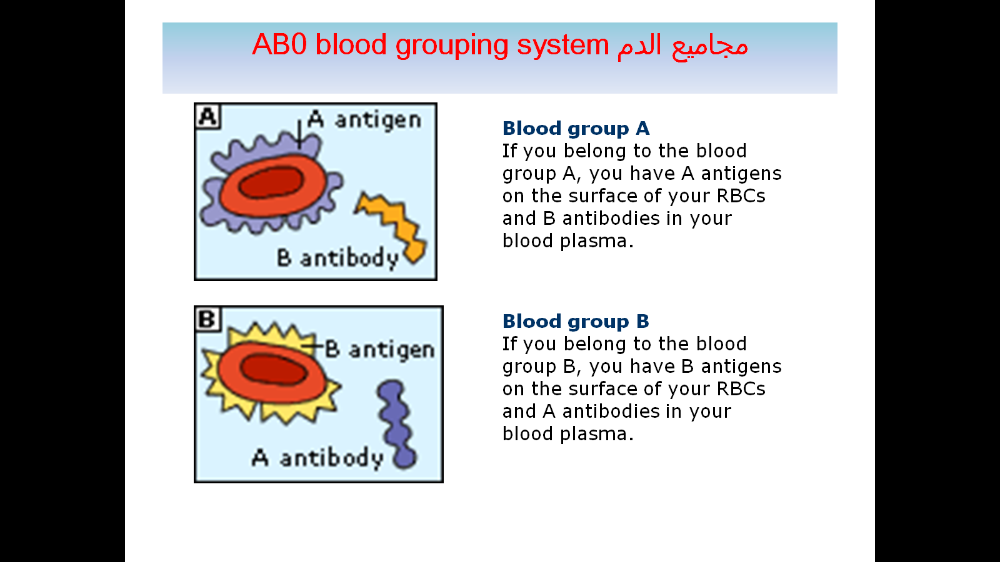 AB0 blood grouping system مجاميع الدم
A
A antigen
B antibody
Blood group A
If you belong to the blood
group A, you have A antigens
on the surface of your RBCs
and B antibodies in your
blood plasma.
B
B antigen
A antibody
Blood group B
If you belong to the blood
group B, you have B antigens
on the surface of your RBCs
and A antibodies in your
blood plasma.